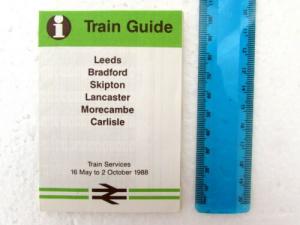 i Train Guide
Leeds
Bradford
Skipton
Lancaster
Morecambe
Carlisle
Train Services
16 May to 2 October 1988